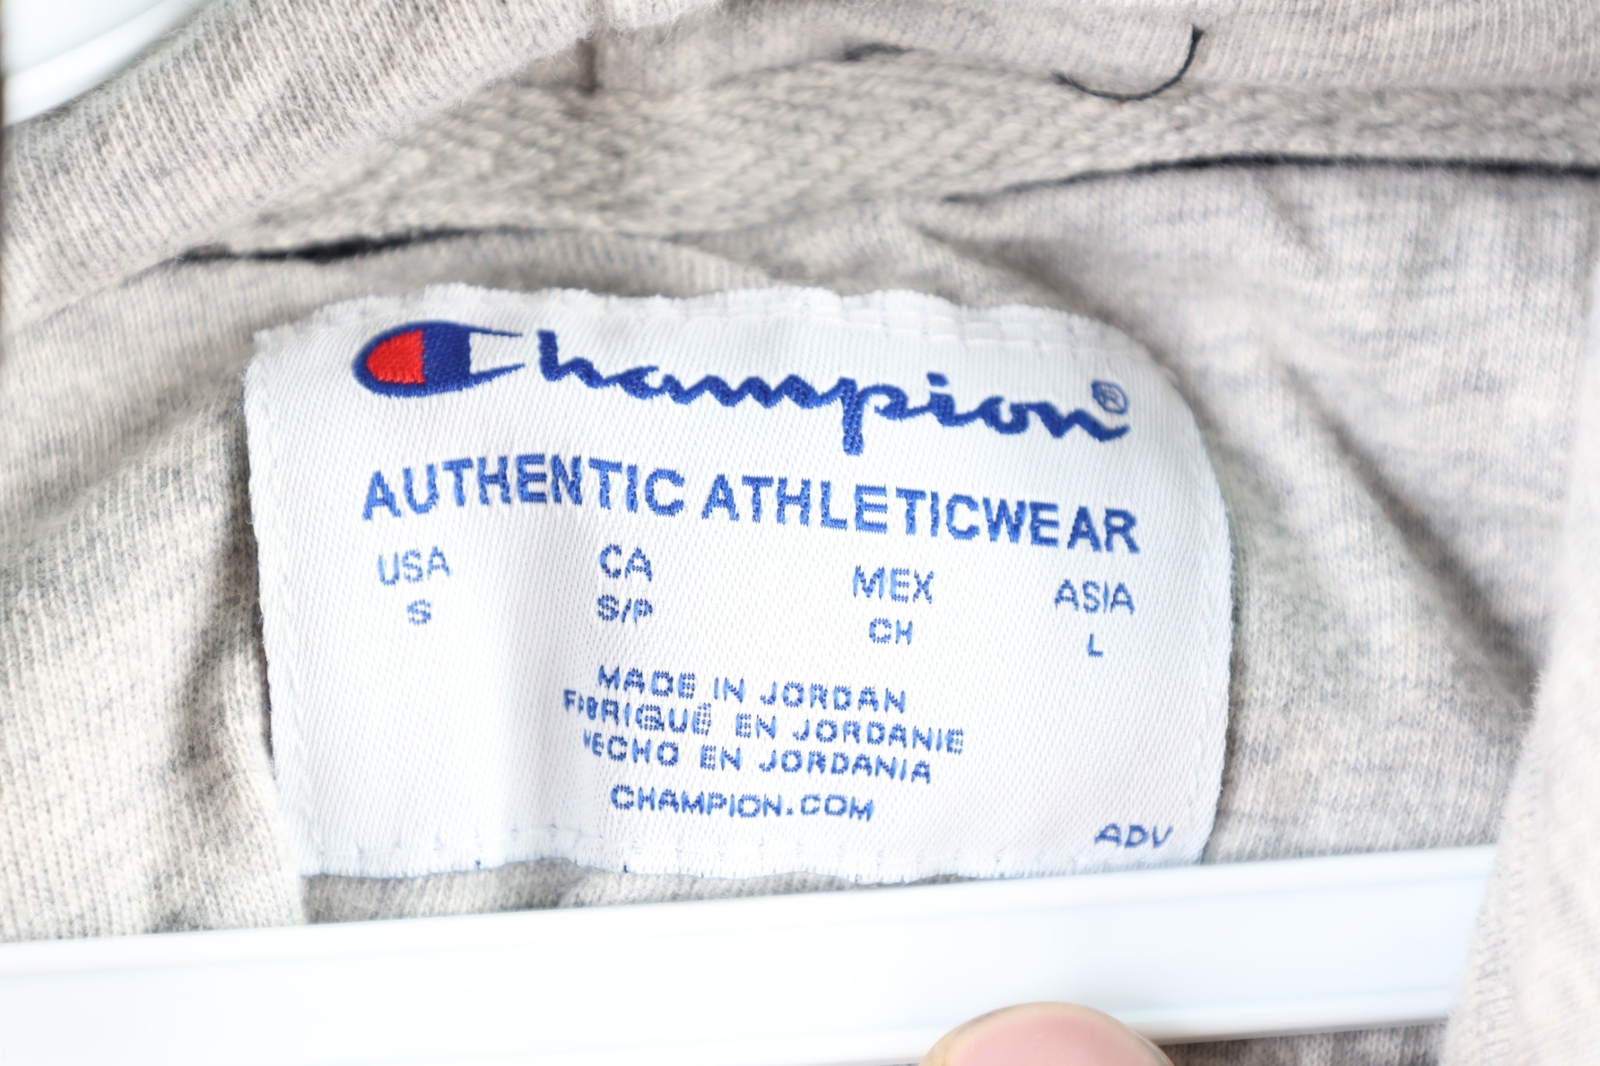 Champion®
AUTHENTIC ATHLETICWEAR
USA CA MEX ASIA
S S/P CH L
MADE IN JORDAN
FABRIQUÉ EN JORDANIE
HECHO EN JORDANIA
CHAMPION.COM
ADV